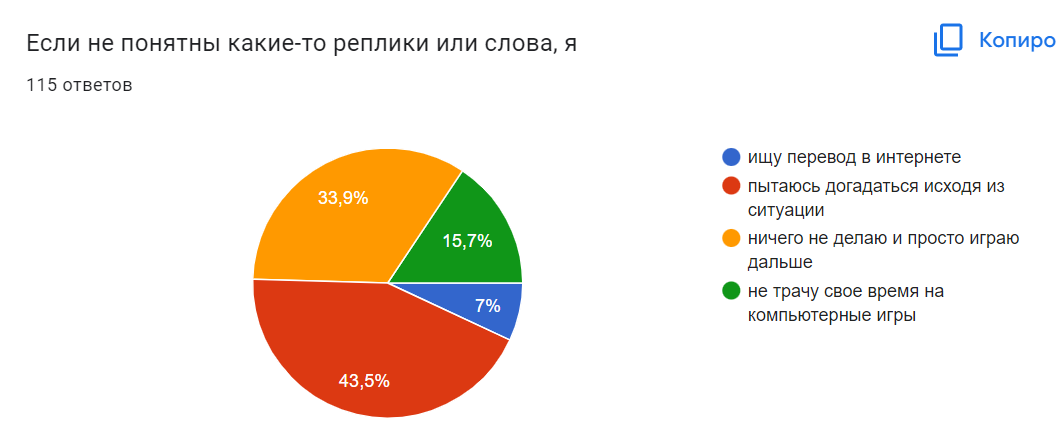 Если не понятны какие-то реплики или слова, я
Копиро
115 ответов
33,9%
15,7%
7%
43,5%
ищу перевод в интернете
пытаюсь догадаться исходя из
ситуации
ничего не делаю и просто играю
дальше
не трачу свое время на
компьютерные игры